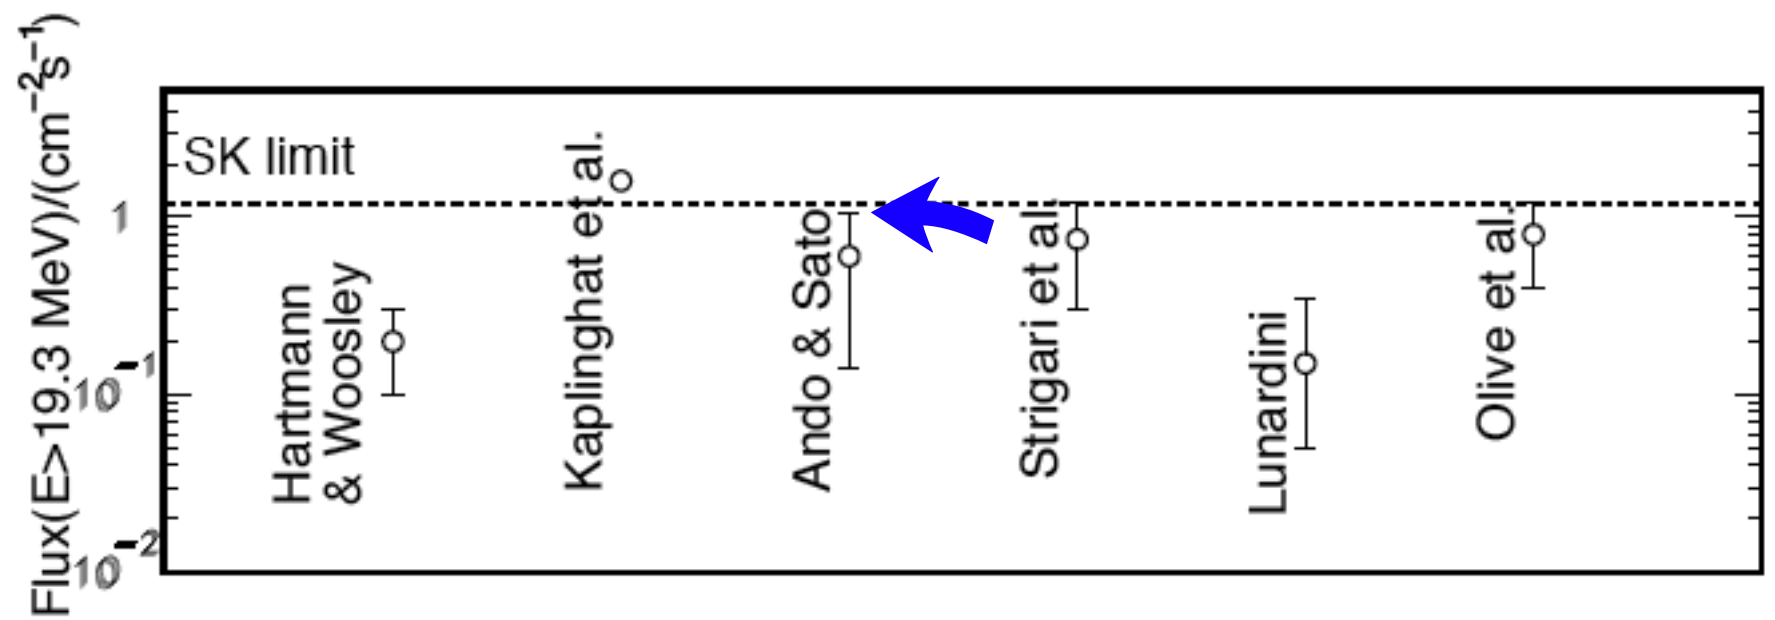 Flux(E>19.3 MeV)/(cm⁻²s⁻¹)
1
10⁻¹
10⁻²
SK limit
Hartmann
& Woosley
Kaplinghat et al.
Ando & Sato
Strigari et al.
Lunardini
Olive et al.